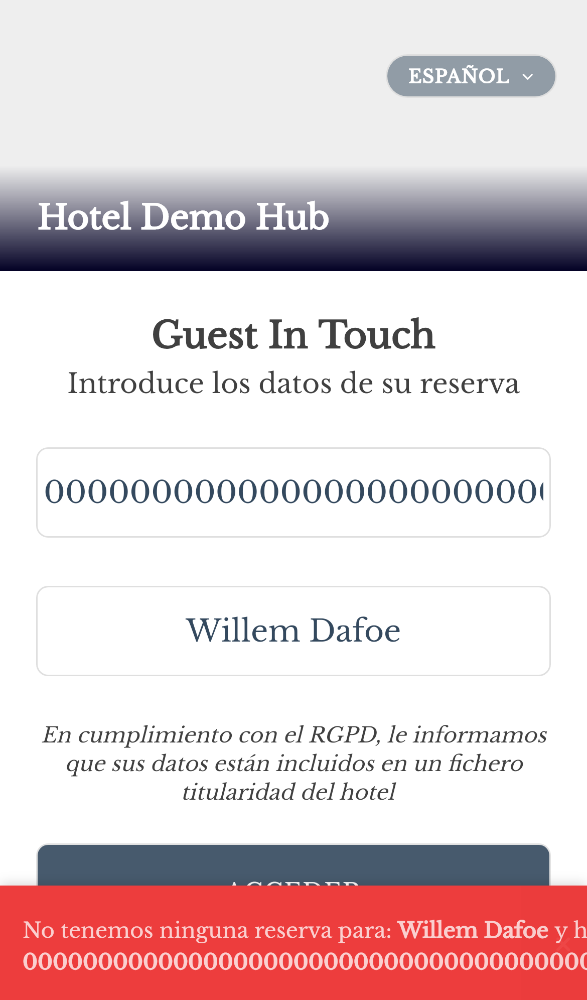 ESPAÑOL
Hotel Demo Hub
Guest In Touch
Introduce los datos de su reserva
00000000000000000000000
Willem Dafoe
En cumplimiento con el RGPD, le informamos
que sus datos están incluidos en un fichero
titularidad del hotel
ACCEDER
No tenemos ninguna reserva para: Willem Dafoe y h
0000000000000000000000000000000000000